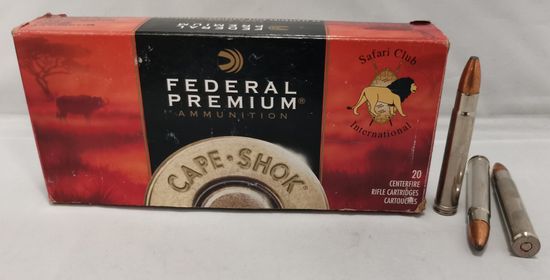 FEDERAL
PREMIUM®
AMMUNITION
CAPE•SHOK
Safari Club
International
20
CENTERFIRE
RIFLE CARTRIDGES
CARTOUCHES